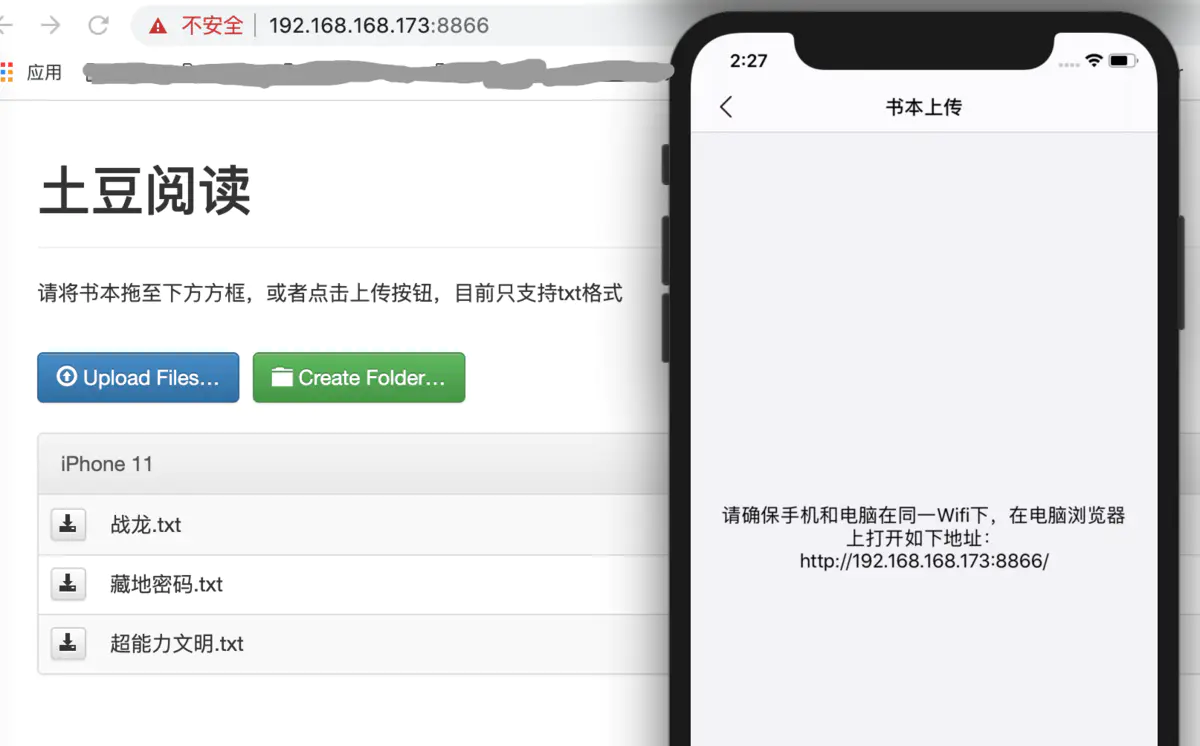 不安全 192.168.168.173:8866
应用
土豆阅读
请将书本拖至下方方框，或者点击上传按钮，目前只支持txt格式
Upload Files…
Create Folder…
iPhone 11
战龙.txt
藏地密码.txt
超能力文明.txt
2:27
书本上传
请确保手机和电脑在同一Wifi下，在电脑浏览器
上打开如下地址：
http://192.168.168.173:8866/